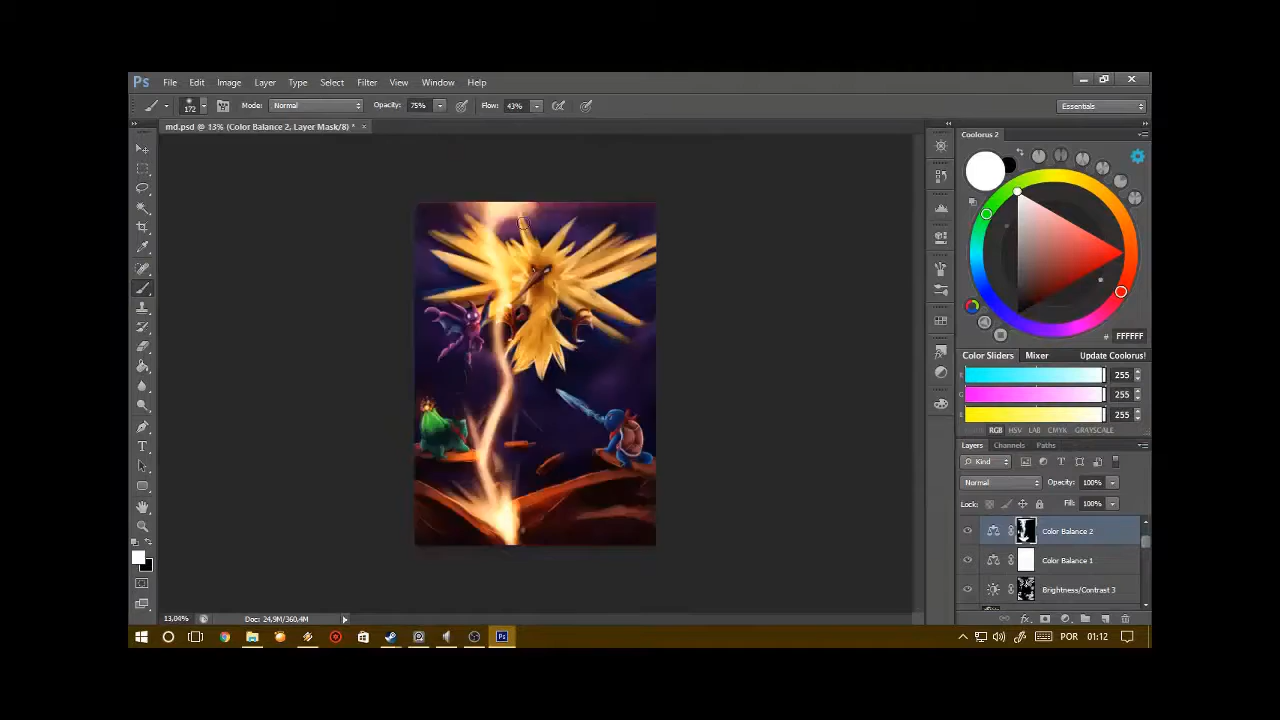 Ps File Edit Image Layer Type Select Filter View Window Help
172 Mode: Normal Opacity: 75% Flow: 43% Essentials
md.psd @ 13% (Color Balance 2, Layer Mask/8) * ×
Coolorus 2
# FFFFFF
Color Sliders Mixer Update Coolorus!
255
255
255
RGB HSV LAB CMYK GRAYSCALE
Layers Channels Paths
Kind
Normal Opacity: 100%
Lock: Fill: 100%
Color Balance 2
Color Balance 1
Brightness/Contrast 3
13,04% Doc: 24,9M/360,4M
Ps POR 01:12